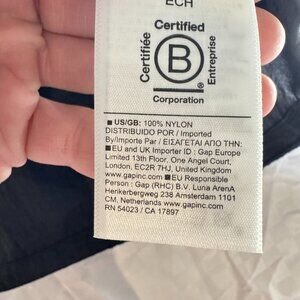 ECH
Certified
Certifiée
B
®
Entreprise
Corporation
■ US/GB: 100% NYLON
DISTRIBUIDO POR / Imported
By/Importe Par / ΕΙΣΑΓΕΤΑΙ ΑΠΟ ΤΗΝ:
■ EU and UK Importer ID : Gap Europe
Limited 13th Floor, One Angel Court,
London, EC2R 7HJ, United Kingdom
www.gapinc.com ■ EU Responsible
Person : Gap (RHC) B.V. Luna ArenA
Herikerbergweg 238 Amsterdam 1101
CM, Netherlands www.gapinc.com
RN 54023 / CA 17897